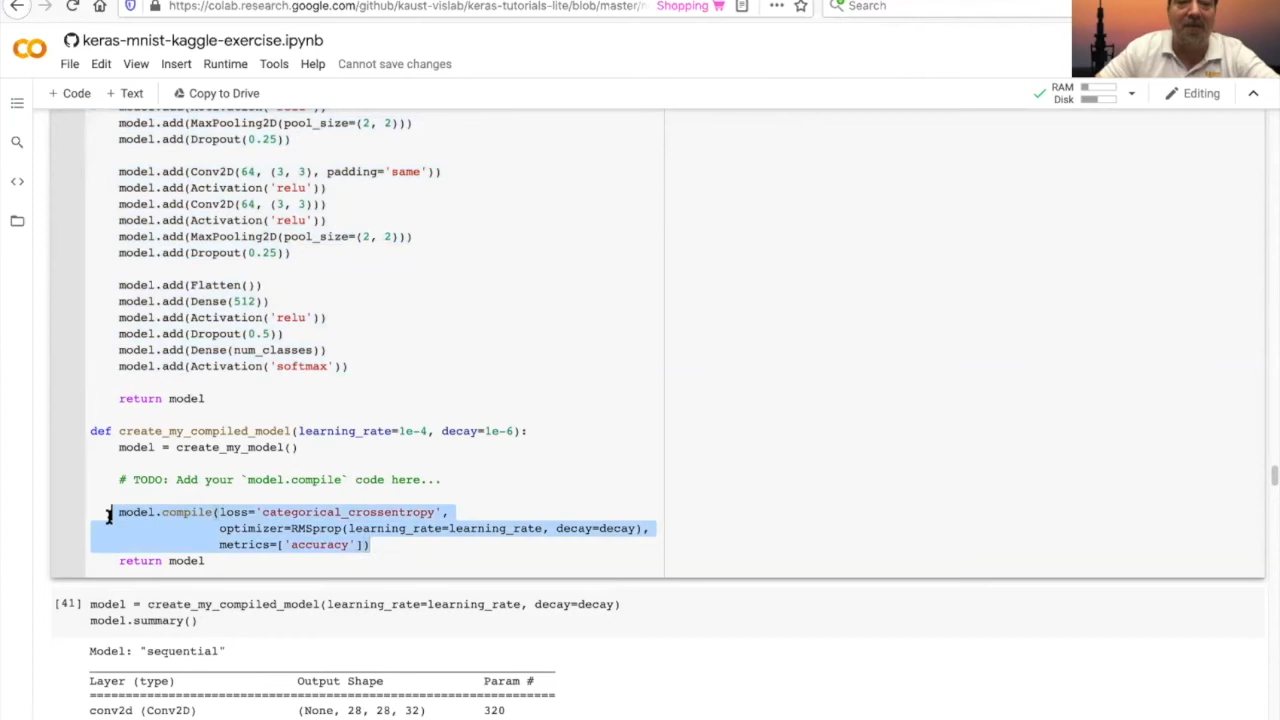 https://colab.research.google.com/github/kaust-vislab/keras-tutorials-lite/blob/master/
Shopping
Search
keras-mnist-kaggle-exercise.ipynb
File Edit View Insert Runtime Tools Help Cannot save changes
+ Code + Text Copy to Drive
RAM
Disk
Editing
model.add(MaxPooling2D(pool_size=(2, 2)))
model.add(Dropout(0.25))
model.add(Conv2D(64, (3, 3), padding='same'))
model.add(Activation('relu'))
model.add(Conv2D(64, (3, 3)))
model.add(Activation('relu'))
model.add(MaxPooling2D(pool_size=(2, 2)))
model.add(Dropout(0.25))
model.add(Flatten())
model.add(Dense(512))
model.add(Activation('relu'))
model.add(Dropout(0.5))
model.add(Dense(num_classes))
model.add(Activation('softmax'))
return model
def create_my_compiled_model(learning_rate=1e-4, decay=1e-6):
model = create_my_model()
# TODO: Add your `model.compile` code here...
model.compile(loss='categorical_crossentropy',
optimizer=RMSprop(learning_rate=learning_rate, decay=decay),
metrics=['accuracy'])
return model
[41] model = create_my_compiled_model(learning_rate=learning_rate, decay=decay)
model.summary()
Model: "sequential"
Layer (type) Output Shape Param #
conv2d (Conv2D) (None, 28, 28, 32) 320